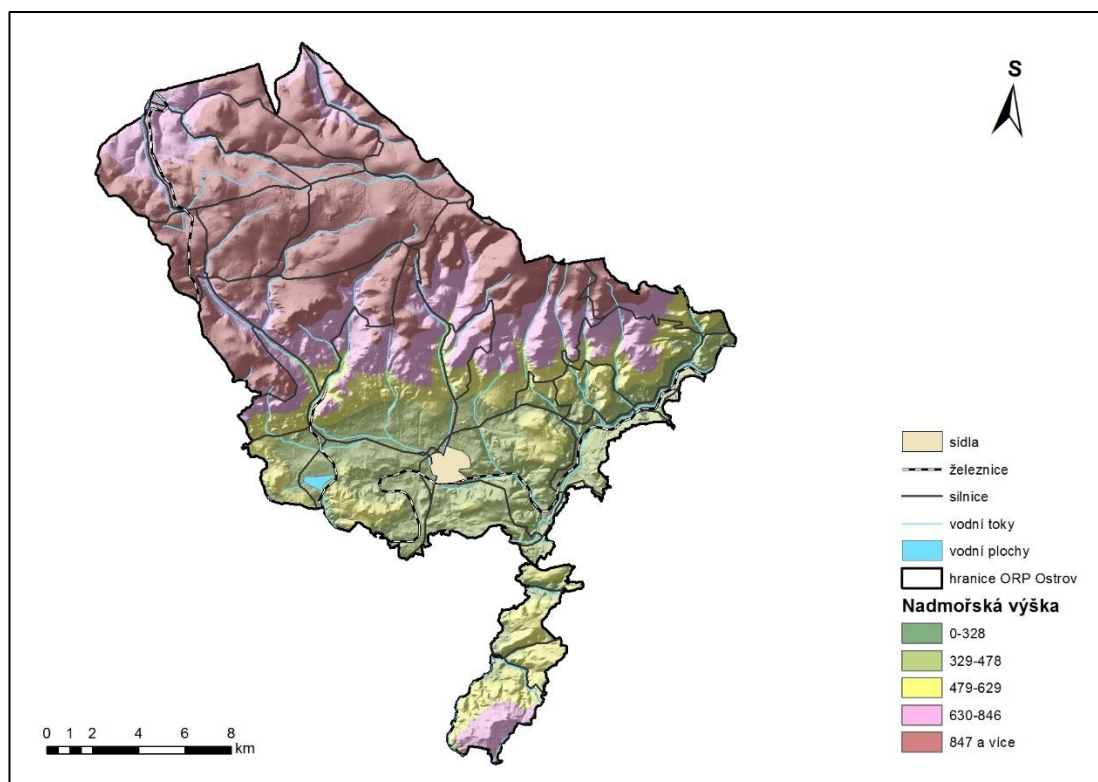 S
sídla
železnice
silnice
vodní toky
vodní plochy
hranice ORP Ostrov
Nadmořská výška
0-328
329-478
479-629
630-846
847 a více
0 1 2 4 6 8
km